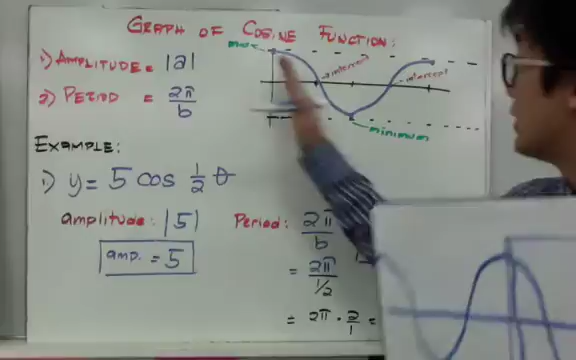 GRAPH OF COSINE FUNCTION:
max
1) AMPLITUDE = |a|
intercept
intercept
2) PERIOD = 2π/b
minimum
EXAMPLE:
1) y = 5 cos 1/2 θ
amplitude: |5|
Period: 2π/b
amp. = 5
= 2π/1/2
= 2π · 2/1 =